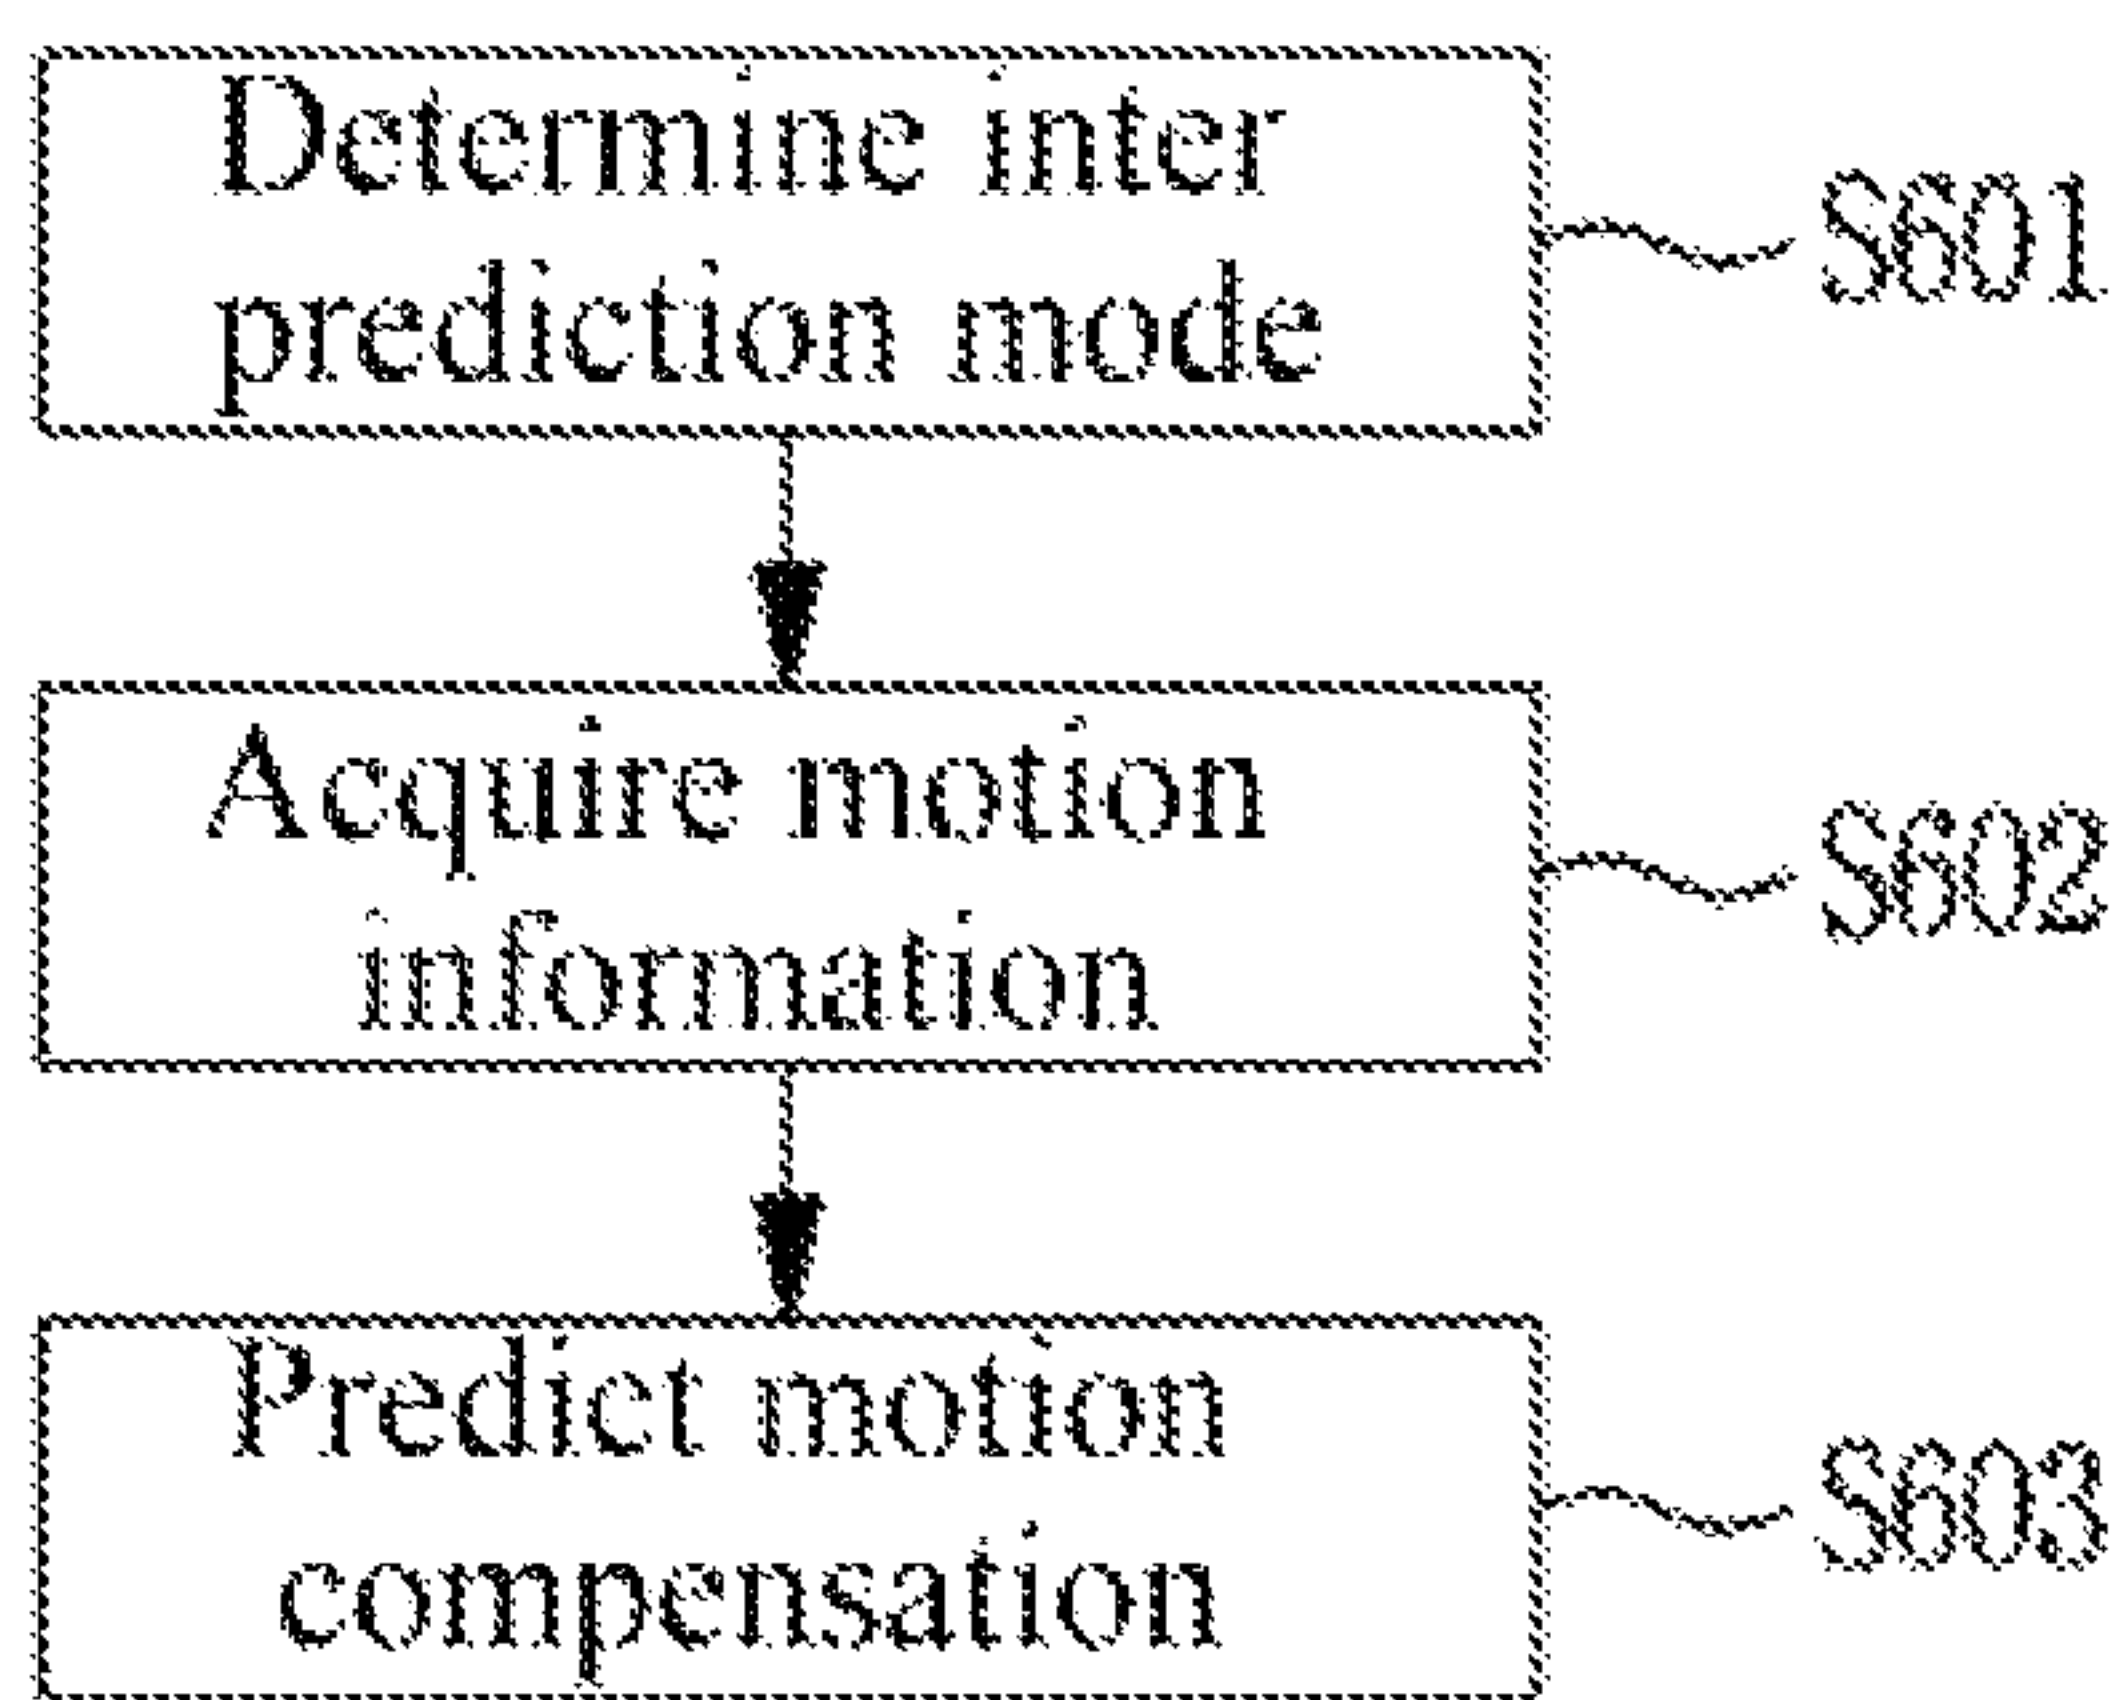 Determine inter
prediction mode
S601
Acquire motion
information
S602
Predict motion
compensation
S603